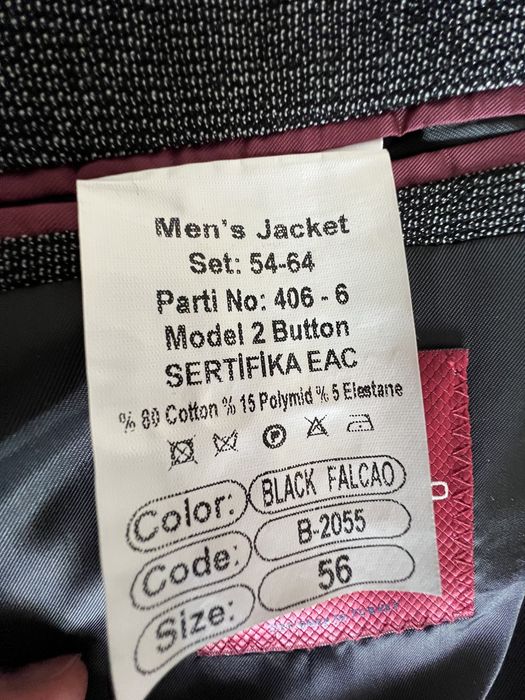 Men's Jacket
Set: 54-64
Parti No: 406 - 6
Model 2 Button
SERTİFİKA EAC
% 80 Cotton % 15 Polymid % 5 Elestane
P
Color: BLACK FALCAO
Code: B-2055
Size: 56